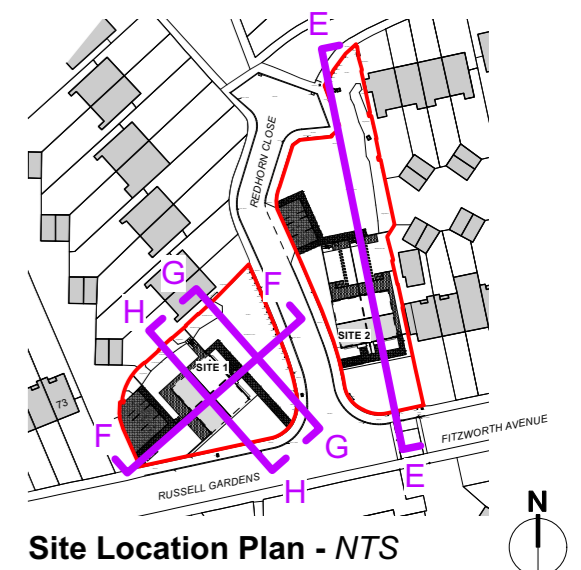 E
REDHORN CLOSE
G
F
H
SITE 2
SITE 1
73
F
G
FITZWORTH AVENUE
E
H
RUSSELL GARDENS
N
Site Location Plan - NTS